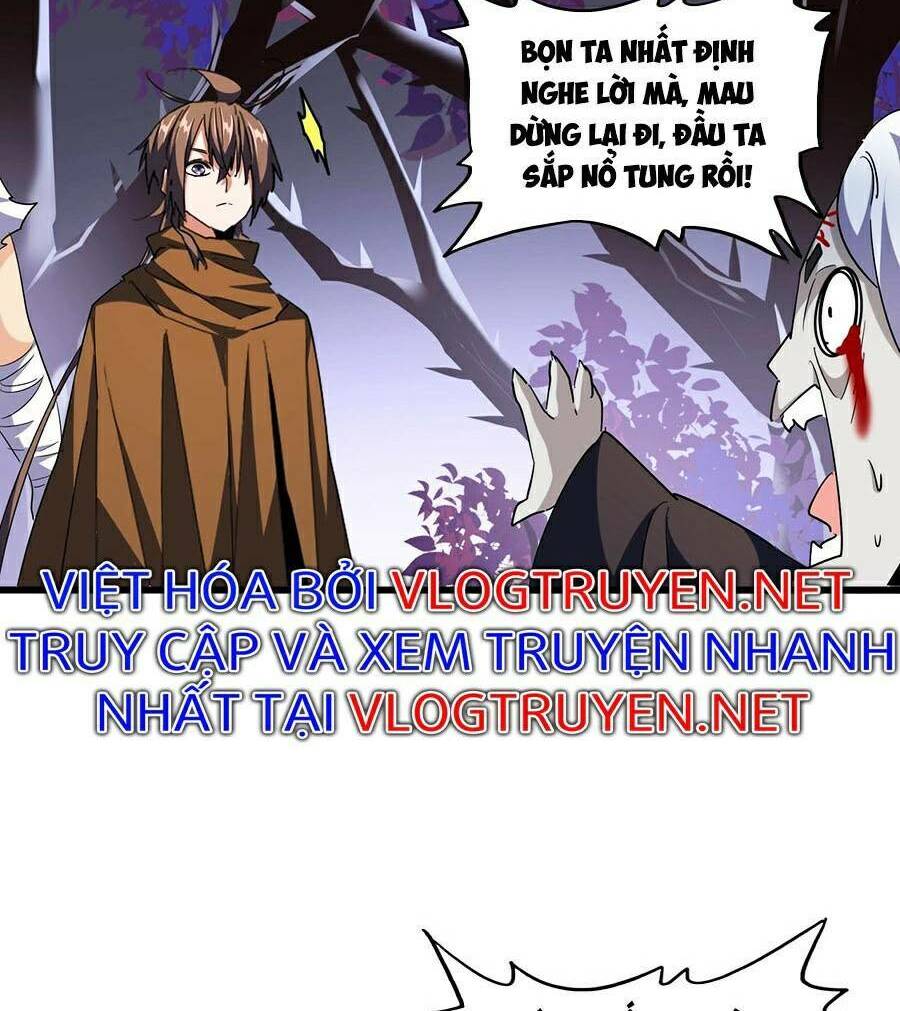 BỌN TA NHẤT ĐỊNH
NGHE LỜI MÀ, MAU
DỪNG LẠI ĐI, ĐẦU TA
SẮP NỔ TUNG RỒI!
VIỆT HÓA BỞI VLOGTRUYEN.NET
TRUY CẬP VÀ XEM TRUYỆN NHANH
NHẤT TẠI VLOGTRUYEN.NET